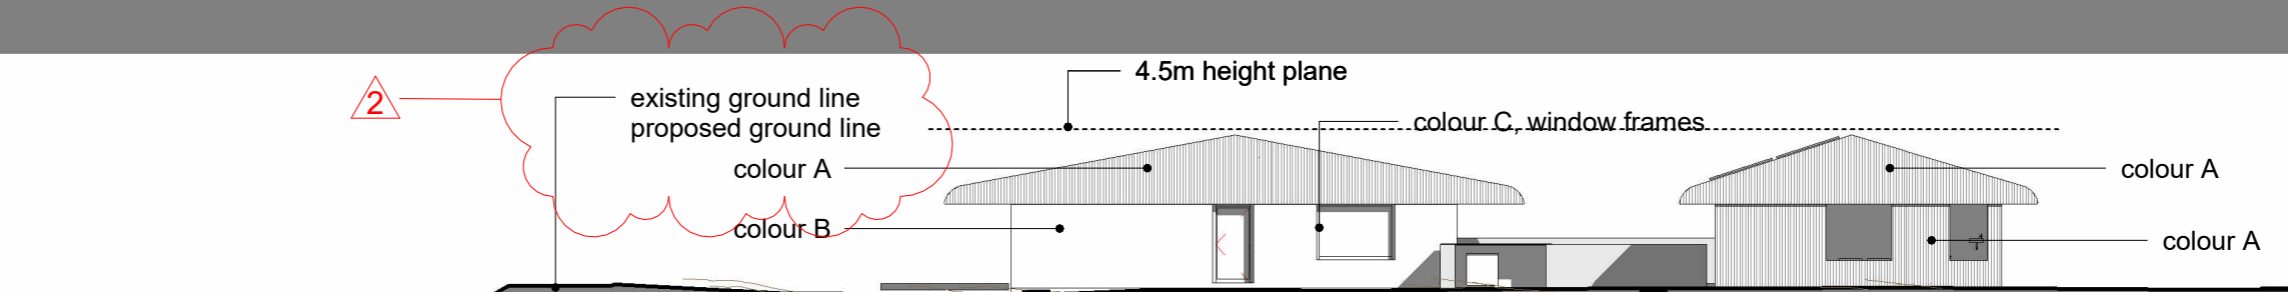 4.5m height plane
2
existing ground line
proposed ground line
colour C, window frames
colour A
colour A
colour B
colour A